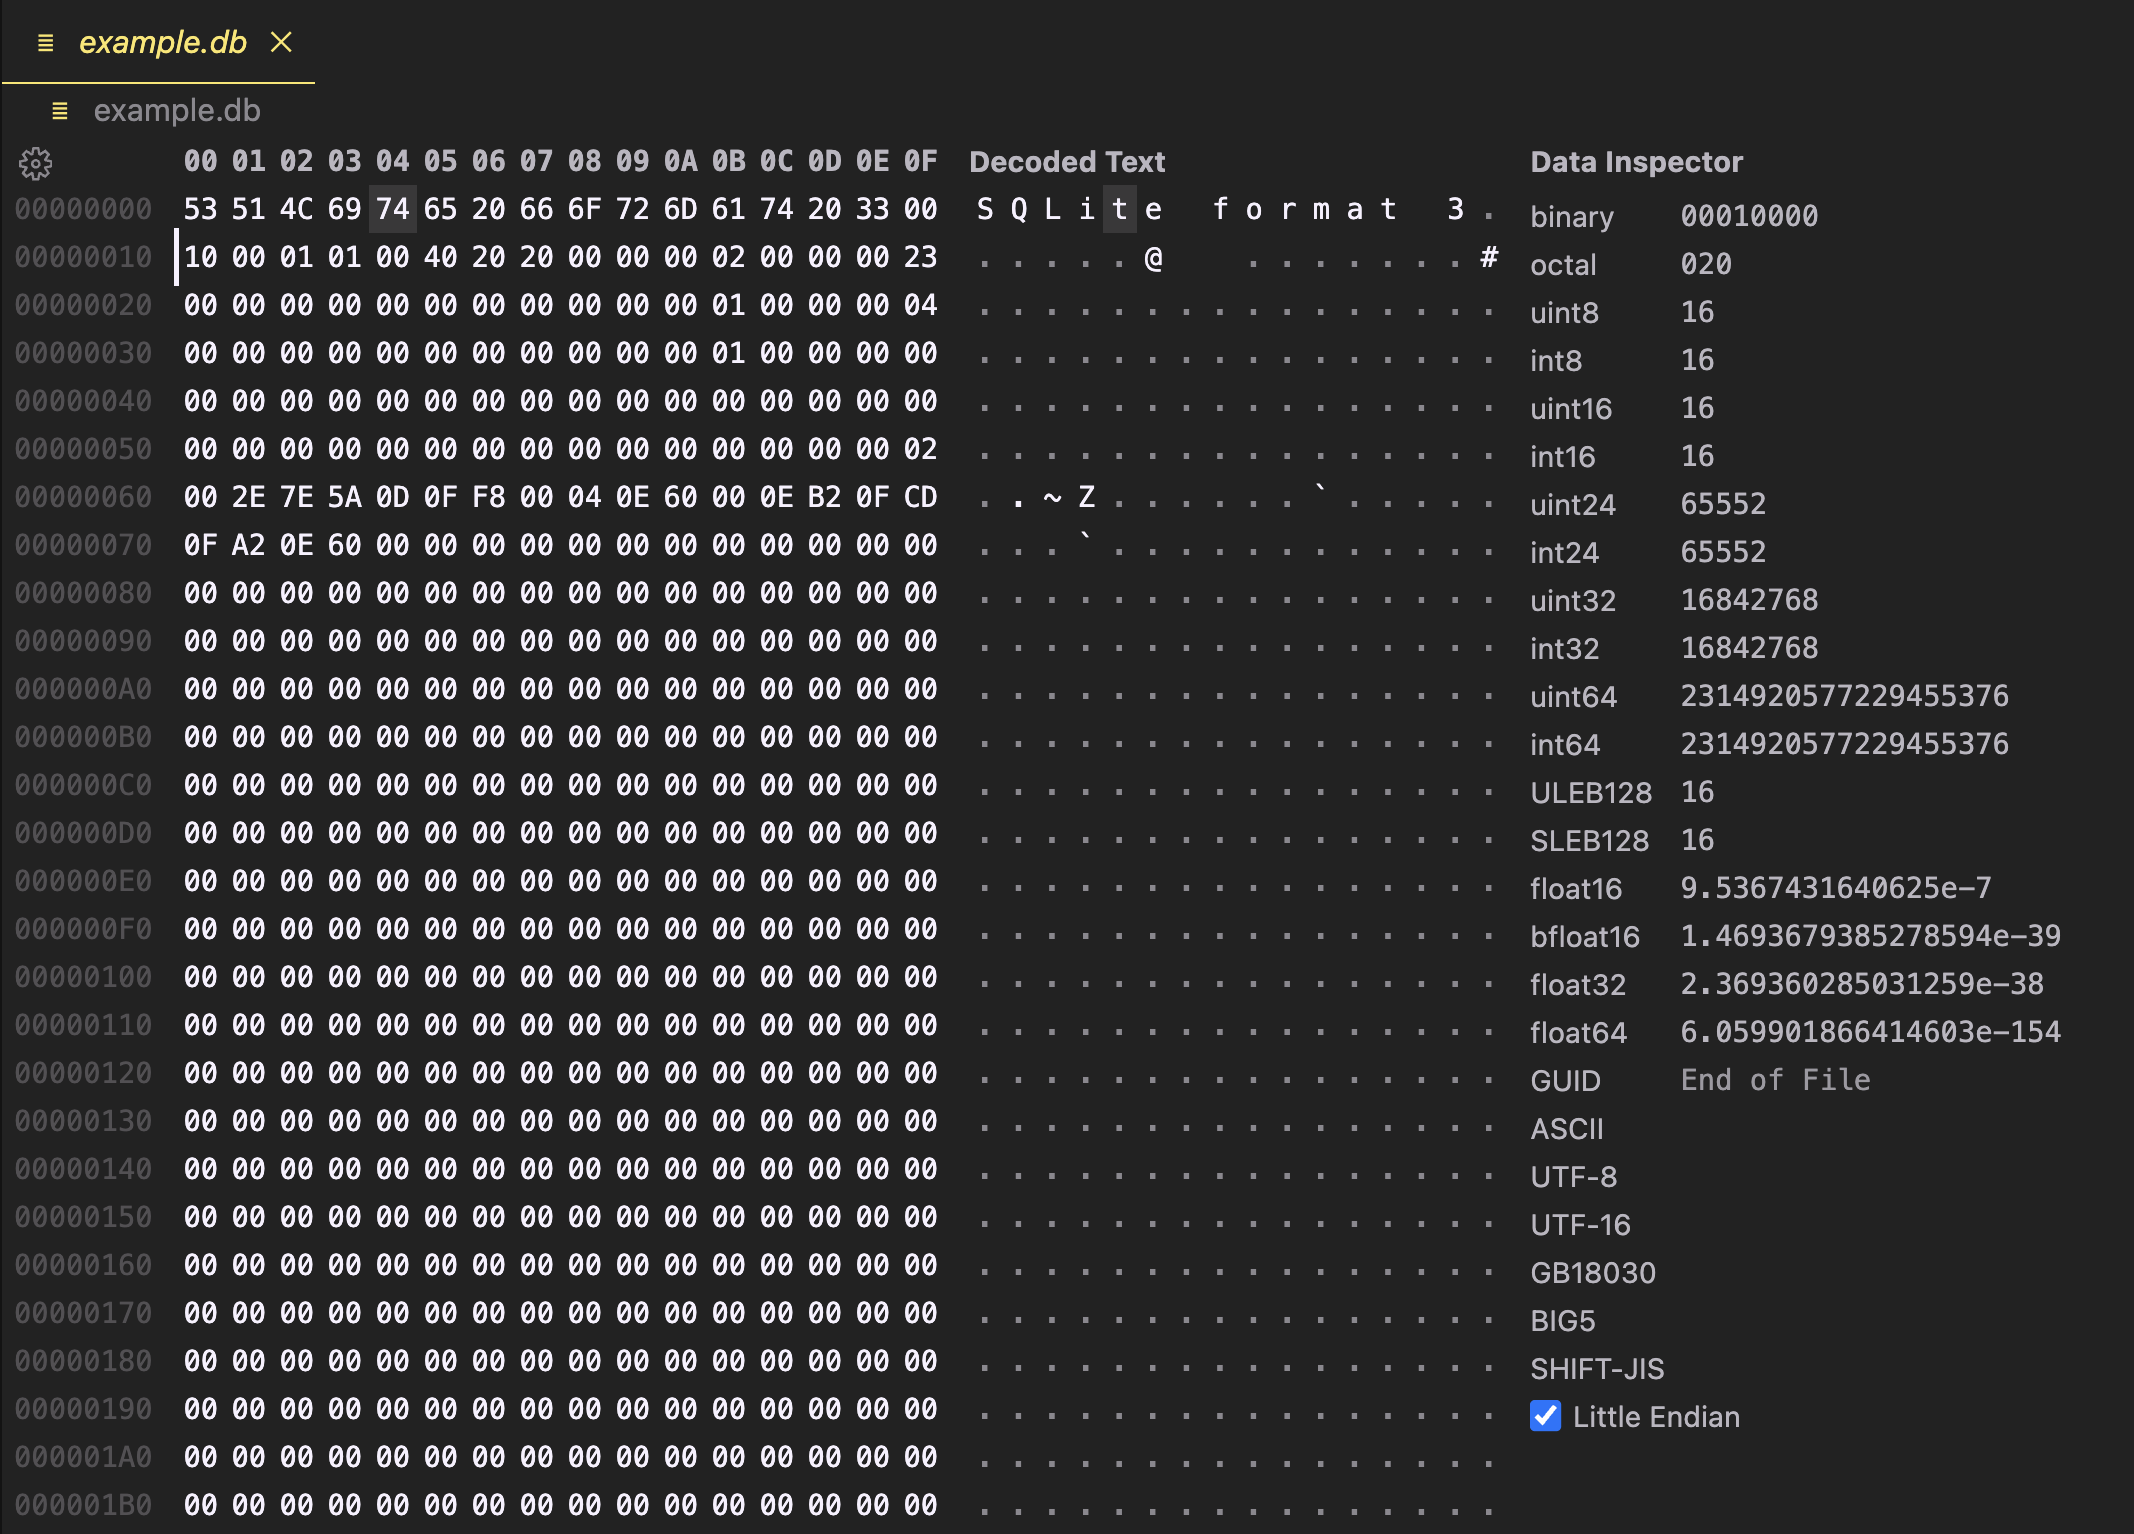 example.db
example.db
00 01 02 03 04 05 06 07 08 09 0A 0B 0C 0D 0E 0F Decoded Text Data Inspector
00000000 53 51 4C 69 74 65 20 66 6F 72 6D 61 74 20 33 00 S Q L i t e   f o r m a t   3 .
binary 00010000
00000010 10 00 01 01 00 40 20 20 00 00 00 02 00 00 00 23 . . . . . @     . . . . . . . #
octal 020
00000020 00 00 00 00 00 00 00 00 00 00 00 01 00 00 00 04 . . . . . . . . . . . . . . . .
uint8 16
00000030 00 00 00 00 00 00 00 00 00 00 00 01 00 00 00 00 . . . . . . . . . . . . . . . .
int8 16
00000040 00 00 00 00 00 00 00 00 00 00 00 00 00 00 00 00 . . . . . . . . . . . . . . . .
uint16 16
00000050 00 00 00 00 00 00 00 00 00 00 00 00 00 00 00 02 . . . . . . . . . . . . . . . .
int16 16
00000060 00 2E 7E 5A 0D 0F F8 00 04 0E 60 00 0E B2 0F CD . . ~ Z . . . . . . ` . . . . .
uint24 65552
00000070 0F A2 0E 60 00 00 00 00 00 00 00 00 00 00 00 00 . . . ` . . . . . . . . . . . .
int24 65552
00000080 00 00 00 00 00 00 00 00 00 00 00 00 00 00 00 00 . . . . . . . . . . . . . . . .
uint32 16842768
00000090 00 00 00 00 00 00 00 00 00 00 00 00 00 00 00 00 . . . . . . . . . . . . . . . .
int32 16842768
000000A0 00 00 00 00 00 00 00 00 00 00 00 00 00 00 00 00 . . . . . . . . . . . . . . . .
uint64 2314920577229455376
000000B0 00 00 00 00 00 00 00 00 00 00 00 00 00 00 00 00 . . . . . . . . . . . . . . . .
int64 2314920577229455376
000000C0 00 00 00 00 00 00 00 00 00 00 00 00 00 00 00 00 . . . . . . . . . . . . . . . .
ULEB128 16
000000D0 00 00 00 00 00 00 00 00 00 00 00 00 00 00 00 00 . . . . . . . . . . . . . . . .
SLEB128 16
000000E0 00 00 00 00 00 00 00 00 00 00 00 00 00 00 00 00 . . . . . . . . . . . . . . . .
float16 9.5367431640625e-7
000000F0 00 00 00 00 00 00 00 00 00 00 00 00 00 00 00 00 . . . . . . . . . . . . . . . .
bfloat16 1.4693679385278594e-39
00000100 00 00 00 00 00 00 00 00 00 00 00 00 00 00 00 00 . . . . . . . . . . . . . . . .
float32 2.369360285031259e-38
00000110 00 00 00 00 00 00 00 00 00 00 00 00 00 00 00 00 . . . . . . . . . . . . . . . .
float64 6.059901866414603e-154
00000120 00 00 00 00 00 00 00 00 00 00 00 00 00 00 00 00 . . . . . . . . . . . . . . . .
GUID End of File
00000130 00 00 00 00 00 00 00 00 00 00 00 00 00 00 00 00 . . . . . . . . . . . . . . . .
ASCII
00000140 00 00 00 00 00 00 00 00 00 00 00 00 00 00 00 00 . . . . . . . . . . . . . . . .
UTF-8
00000150 00 00 00 00 00 00 00 00 00 00 00 00 00 00 00 00 . . . . . . . . . . . . . . . .
UTF-16
00000160 00 00 00 00 00 00 00 00 00 00 00 00 00 00 00 00 . . . . . . . . . . . . . . . .
GB18030
00000170 00 00 00 00 00 00 00 00 00 00 00 00 00 00 00 00 . . . . . . . . . . . . . . . .
BIG5
00000180 00 00 00 00 00 00 00 00 00 00 00 00 00 00 00 00 . . . . . . . . . . . . . . . .
SHIFT-JIS
00000190 00 00 00 00 00 00 00 00 00 00 00 00 00 00 00 00 . . . . . . . . . . . . . . . .
Little Endian
000001A0 00 00 00 00 00 00 00 00 00 00 00 00 00 00 00 00 . . . . . . . . . . . . . . . .
000001B0 00 00 00 00 00 00 00 00 00 00 00 00 00 00 00 00 . . . . . . . . . . . . . . . .